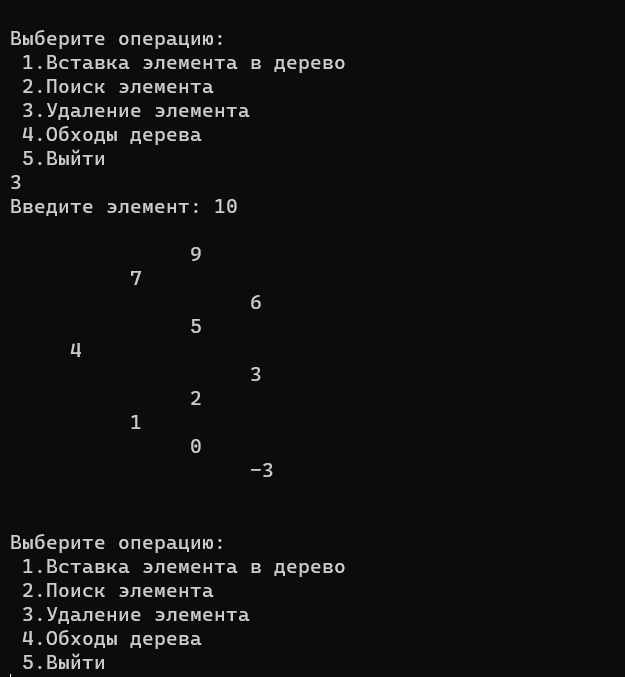 Выберите операцию:
 1.Вставка элемента в дерево
 2.Поиск элемента
 3.Удаление элемента
 4.Обходы дерева
 5.Выйти
3
Введите элемент: 10
               9
          7
                    6
               5
     4
                    3
               2
          1
               0
                    -3
Выберите операцию:
 1.Вставка элемента в дерево
 2.Поиск элемента
 3.Удаление элемента
 4.Обходы дерева
 5.Выйти